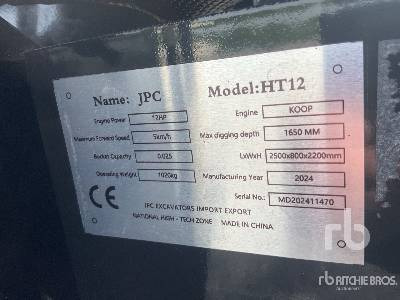 Name: JPC Model:HT12
Engine Power 12HP Engine KOOP
Maximum Forward Speed 5km/h Max digging depth 1650 MM
Bucket Capacity 0.025 LxWxH 2500x800x2200mm
Operating Weight 1020kg Manufacturing Year 2024
Serial No.: MD202411470
CE
JPC EXCAVATORS IMPORT EXPORT
NATIONAL HIGH - TECH ZONE MADE IN CHINA
rb
RITCHIE BROS.
Auctioneers